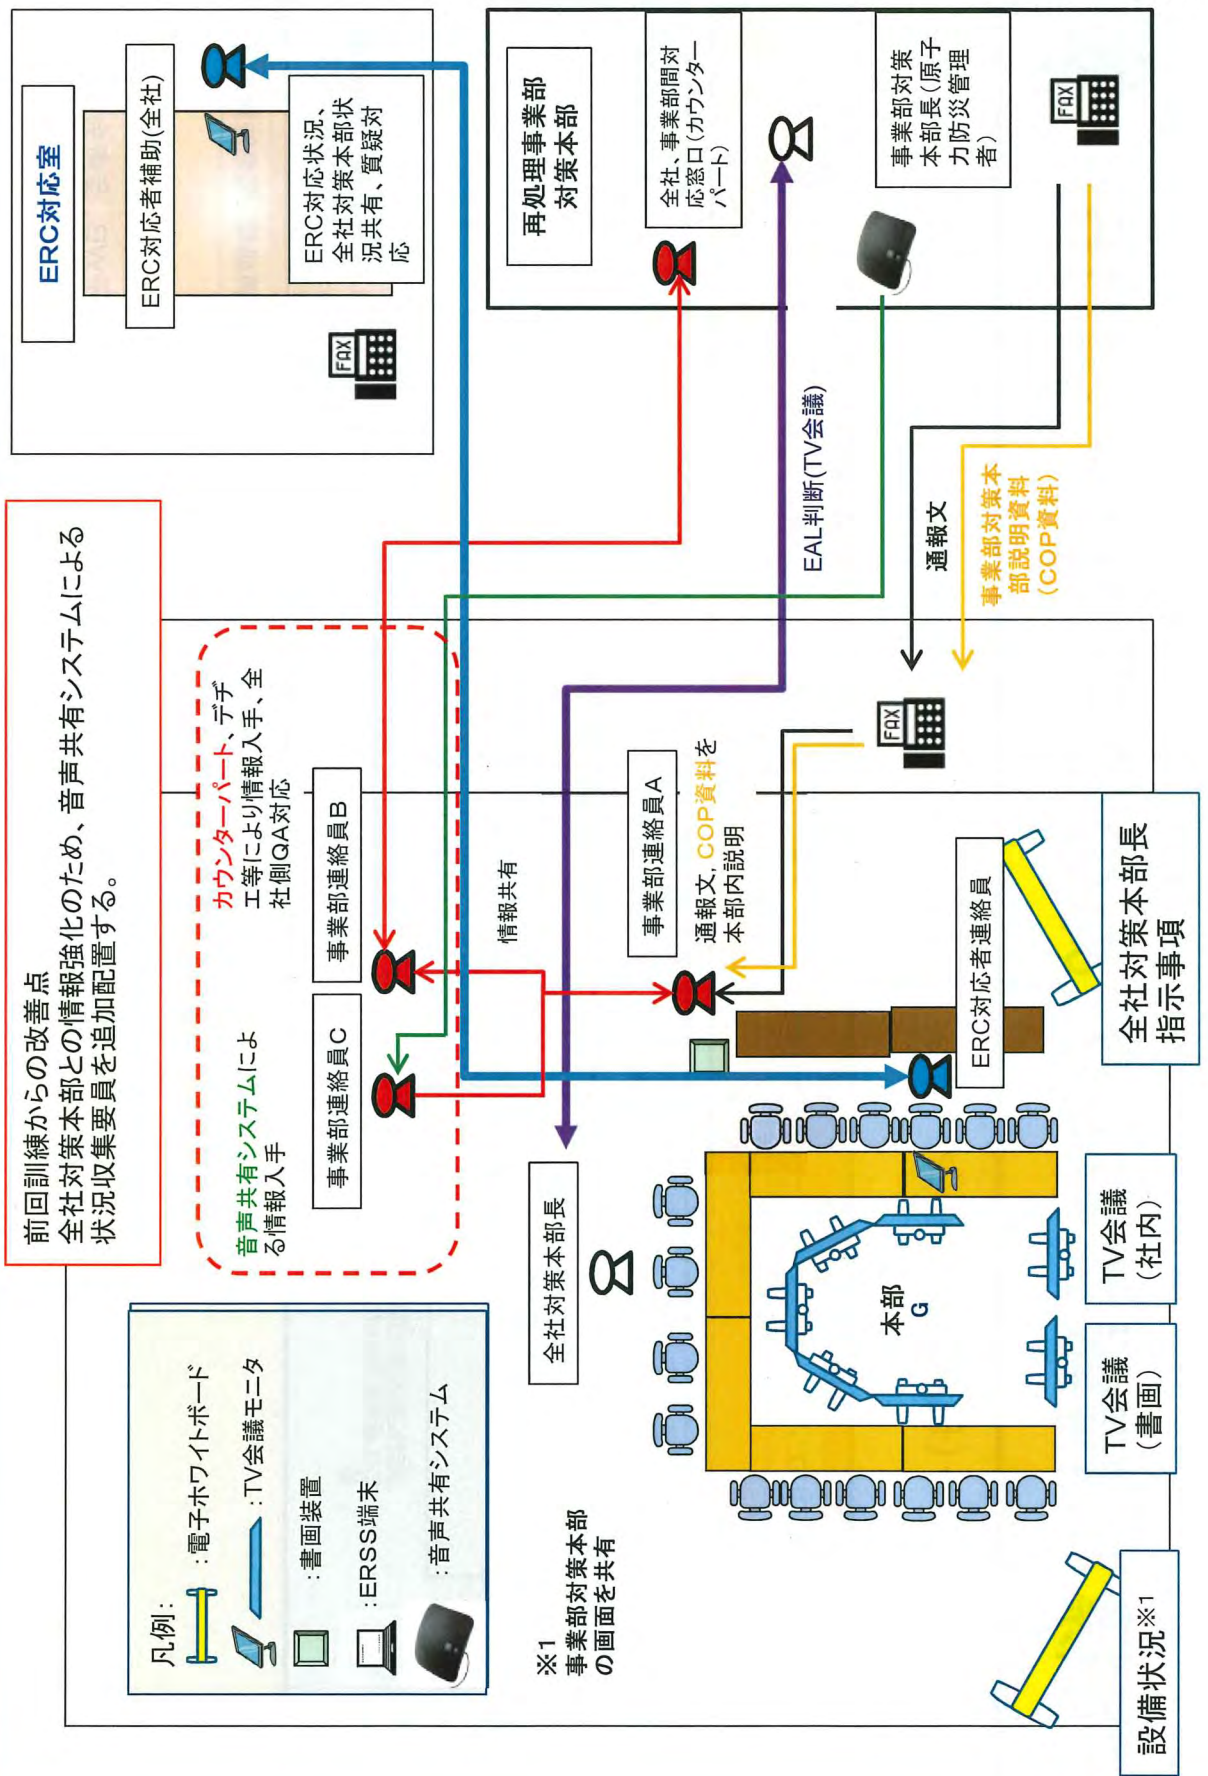 前回訓練からの改善点
全社対策本部との情報強化のため、音声共有システムによる
状況収集要員を追加配置する。
ERC対応室
ERC対応者補助(全社)
ERC対応状況、
全社対策本部状
況共有、質疑対
応
FAX
凡例：
：電子ホワイトボード
：TV会議モニタ
：書画装置
：ERSS端末
：音声共有システム
音声共有システムによ
る情報入手
事業部連絡員C
カウンターパート、デヂ
エ等により情報入手、全
社側QA対応
事業部連絡員B
再処理事業部
対策本部
全社、事業部間対
応窓口(カウンター
パート)
事業部対策
本部長(原子
力防災管理
者)
FAX
情報共有
EAL判断(TV会議)
全社対策本部長
事業部連絡員A
通報文，COP資料を
本部内説明
FAX
通報文
事業部対策本
部説明資料
(COP資料)
※1
事業部対策本部
の画面を共有
本部
G
ERC対応者連絡員
設備状況※1
TV会議
(書画)
TV会議
(社内)
全社対策本部長
指示事項